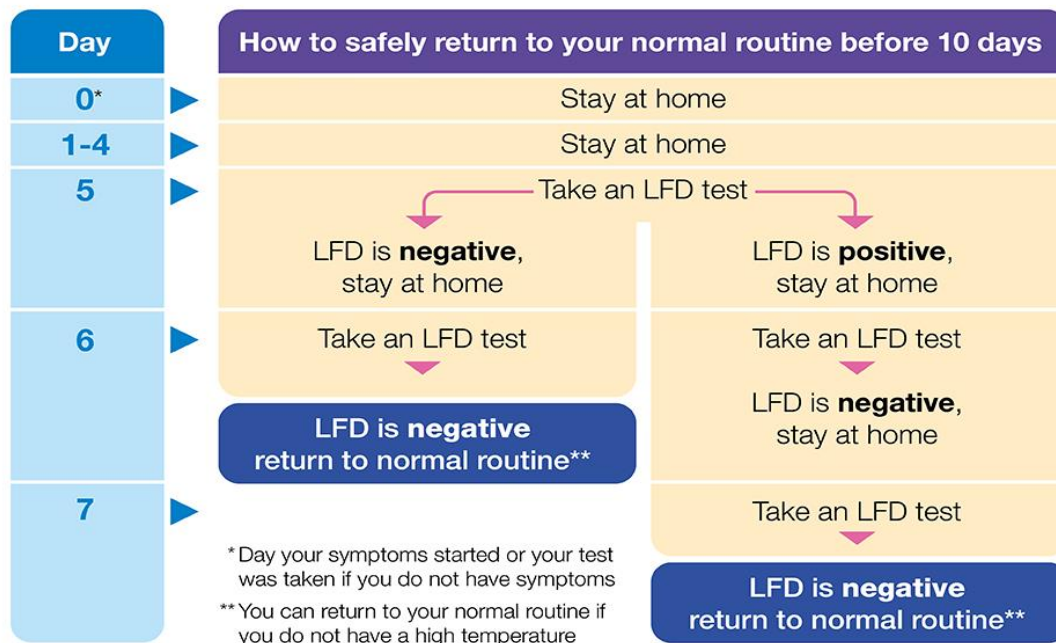 Day
How to safely return to your normal routine before 10 days
0*
Stay at home
1-4
Stay at home
5
Take an LFD test
LFD is negative,
stay at home
LFD is positive,
stay at home
6
Take an LFD test
LFD is negative
return to normal routine**
Take an LFD test
LFD is negative,
stay at home
7
Take an LFD test
LFD is negative
return to normal routine**
* Day your symptoms started or your test
was taken if you do not have symptoms
** You can return to your normal routine if
you do not have a high temperature